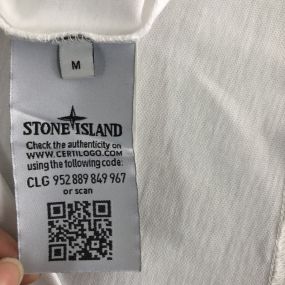 M
STONE ISLAND
Check the authenticity on
WWW.CERTILOGO.COM
using the following code:
CLG 952 889 849 967
or scan